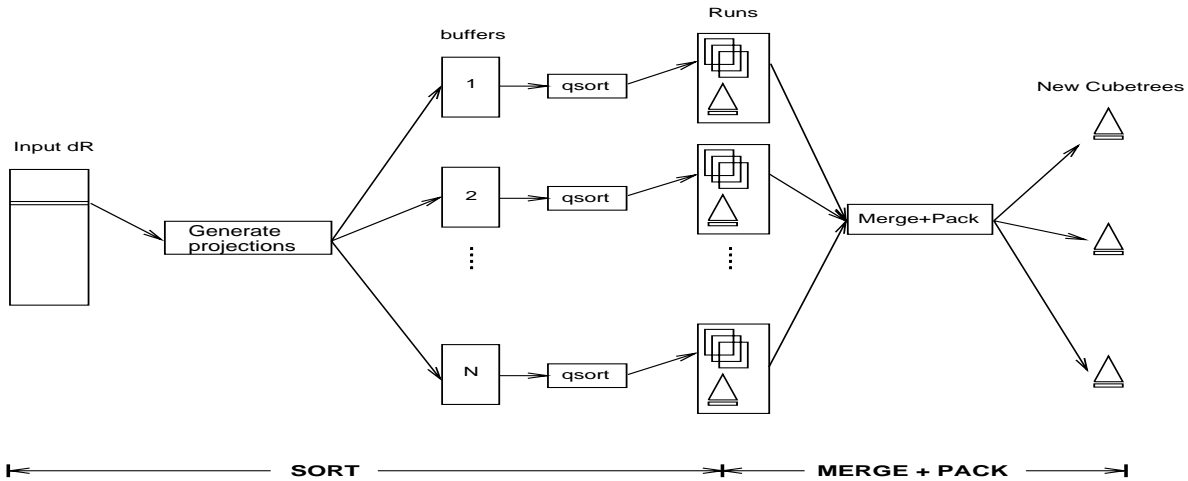 Runs
buffers
1
qsort
New Cubetrees
Input dR
2
qsort
Generate
projections
Merge+Pack
N
qsort
SORT
MERGE + PACK